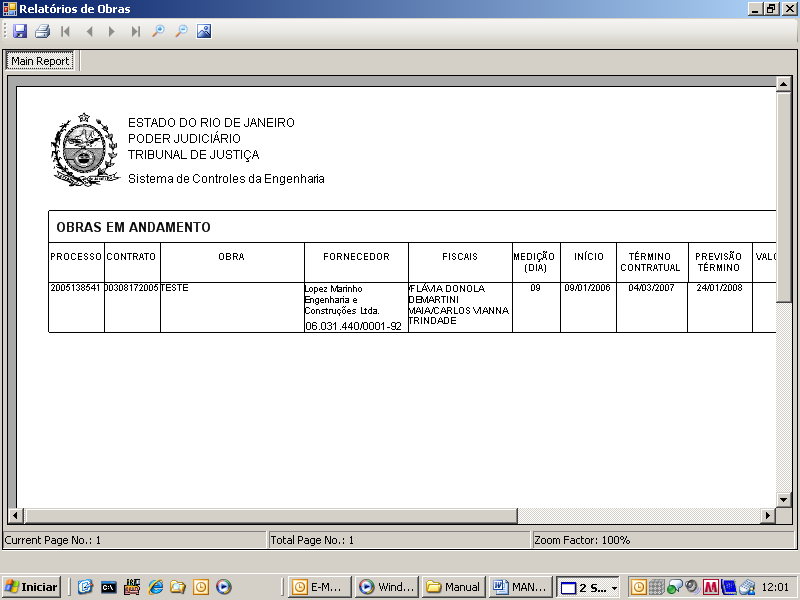 Relatórios de Obras
Main Report
ESTADO DO RIO DE JANEIRO
PODER JUDICIÁRIO
TRIBUNAL DE JUSTIÇA
Sistema de Controles da Engenharia
OBRAS EM ANDAMENTO
PROCESSO CONTRATO OBRA FORNECEDOR FISCAIS MEDIÇÃO (DIA) INÍCIO TÉRMINO CONTRATUAL PREVISÃO TÉRMINO VALO
2005138541 00308172005 TESTE
Lopez Marinho
Engenharia e
Construções Ltda.
06.031.440/0001-92
/FLÁVIA DONOLA
DEMARTINI
MAIA/CARLOS VIANNA
TRINDADE
09 09/01/2006 04/03/2007 24/01/2008
Current Page No.: 1 Total Page No.: 1 Zoom Factor: 100%
Iniciar E-M... Wind... Manual MAN... 2 S... 12:01